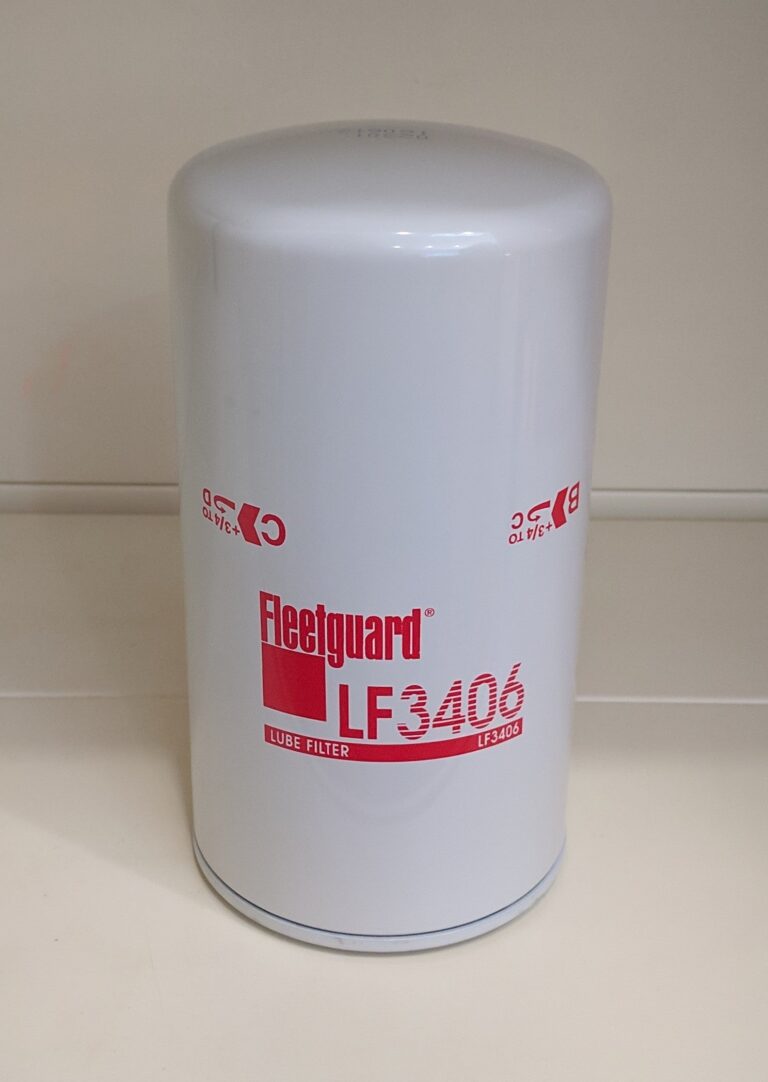 C +3/4 TO D
B +3/4 TO C
Fleetguard®
LF3406
LUBE FILTER LF3406